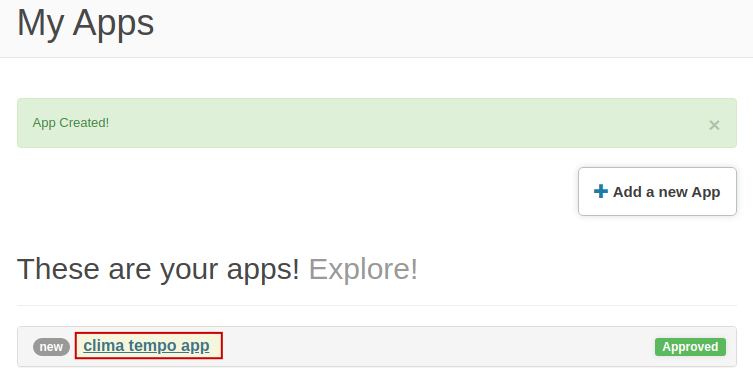 My Apps
App Created!
×
Add a new App
These are your apps! Explore!
new clima tempo app Approved